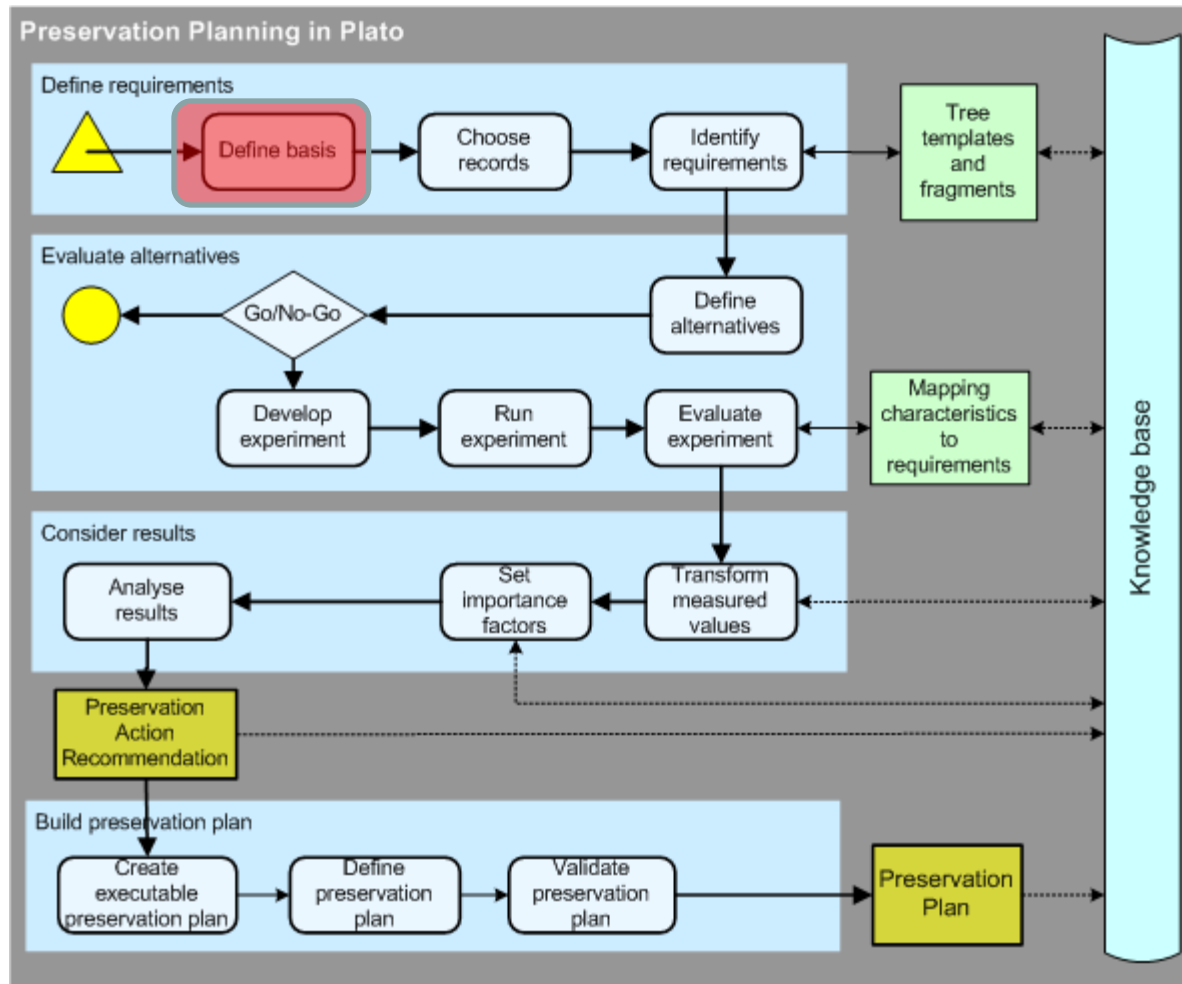 Preservation Planning in Plato
Define requirements
Define basis
Choose
records
Identify
requirements
Tree
templates
and
fragments
Evaluate alternatives
Go/No-Go
Define
alternatives
Develop
experiment
Run
experiment
Evaluate
experiment
Mapping
characteristics
to
requirements
Knowledge base
Consider results
Analyse
results
Set
importance
factors
Transform
measured
values
Preservation
Action
Recommendation
Build preservation plan
Create
executable
preservation plan
Define
preservation
plan
Validate
preservation
plan
Preservation
Plan